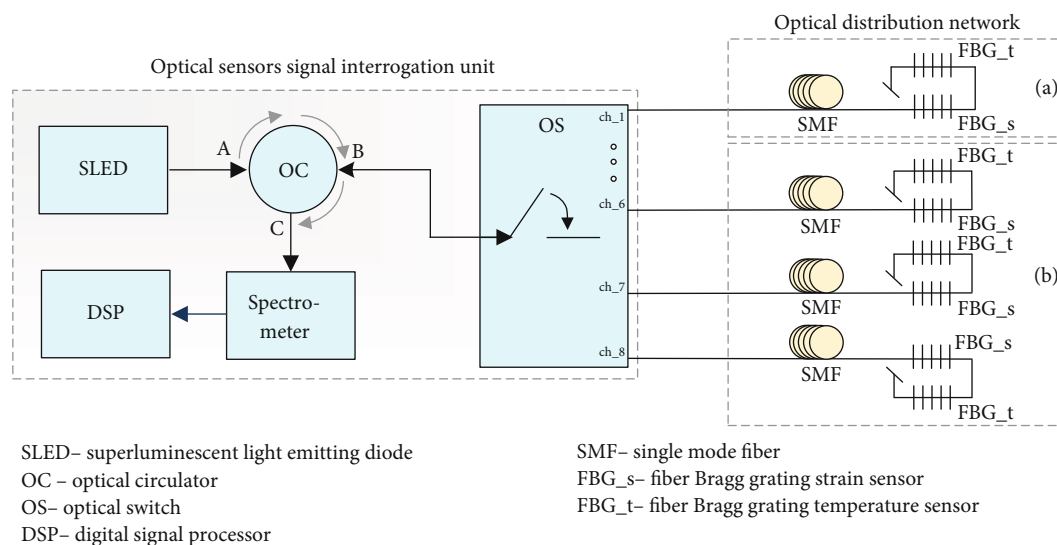 Optical distribution network
Optical sensors signal interrogation unit
SLED
A
OC
B
C
DSP
Spectro-
meter
OS
ch_1
ch_6
ch_7
ch_8
SMF
FBG_t
FBG_s
(a)
SMF
FBG_t
FBG_s
SMF
FBG_t
FBG_s
(b)
SMF
FBG_s
FBG_t
SLED– superluminescent light emitting diode
OC – optical circulator
OS– optical switch
DSP– digital signal processor
SMF– single mode fiber
FBG_s– fiber Bragg grating strain sensor
FBG_t– fiber Bragg grating temperature sensor